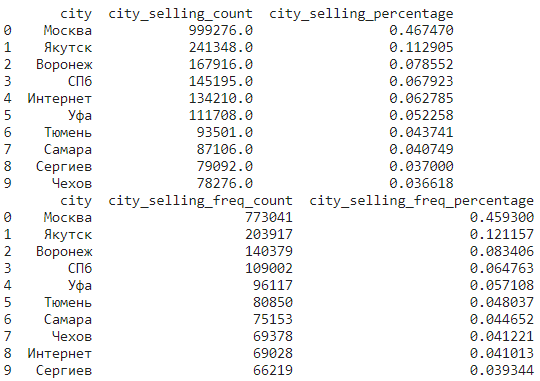 city city_selling_count city_selling_percentage
0 Москва 999276.0 0.467470
1 Якутск 241348.0 0.112905
2 Воронеж 167916.0 0.078552
3 СПб 145195.0 0.067923
4 Интернет 134210.0 0.062785
5 Уфа 111708.0 0.052258
6 Тюмень 93501.0 0.043741
7 Самара 87106.0 0.040749
8 Сергиев 79092.0 0.037000
9 Чехов 78276.0 0.036618
city city_selling_freq_count city_selling_freq_percentage
0 Москва 773041 0.459300
1 Якутск 203917 0.121157
2 Воронеж 140379 0.083406
3 СПб 109002 0.064763
4 Уфа 96117 0.057108
5 Тюмень 80850 0.048037
6 Самара 75153 0.044652
7 Чехов 69378 0.041221
8 Интернет 69028 0.041013
9 Сергиев 66219 0.039344